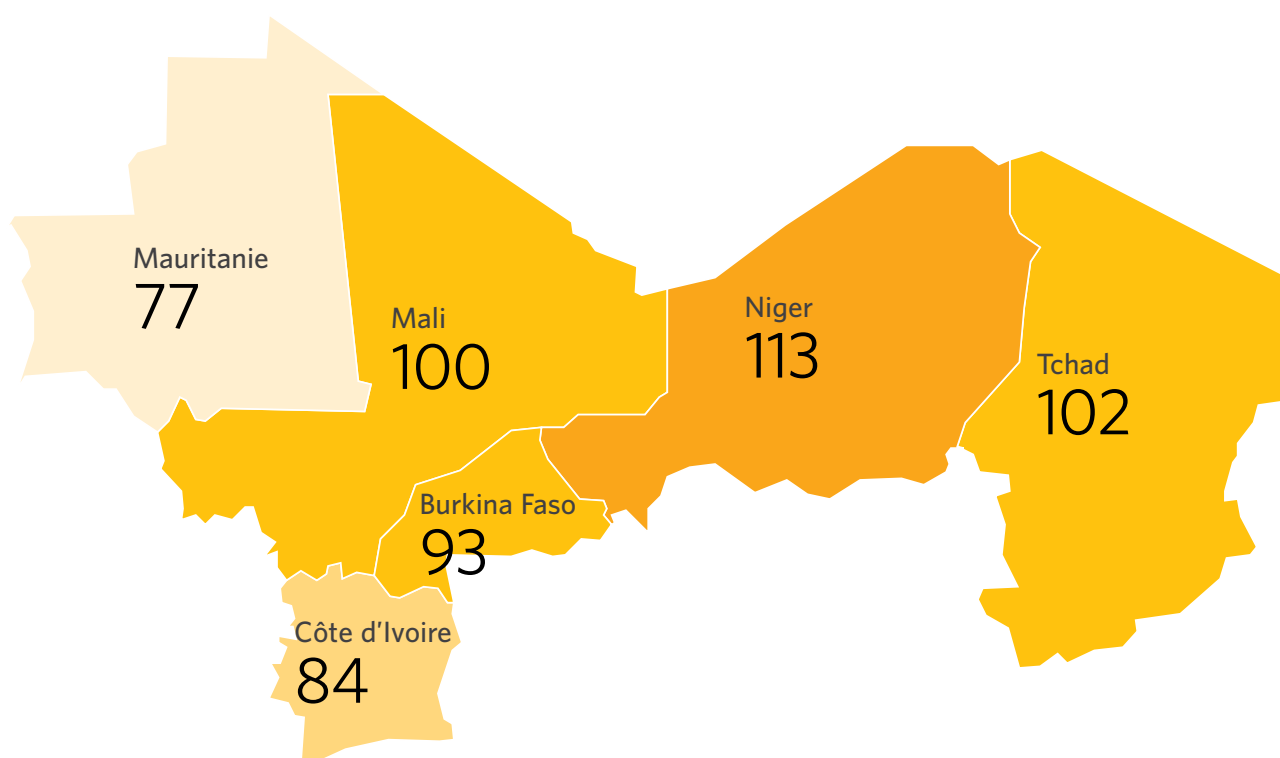 Mauritanie
77
Mali
100
Niger
113
Tchad
102
Burkina Faso
93
Côte d'Ivoire
84